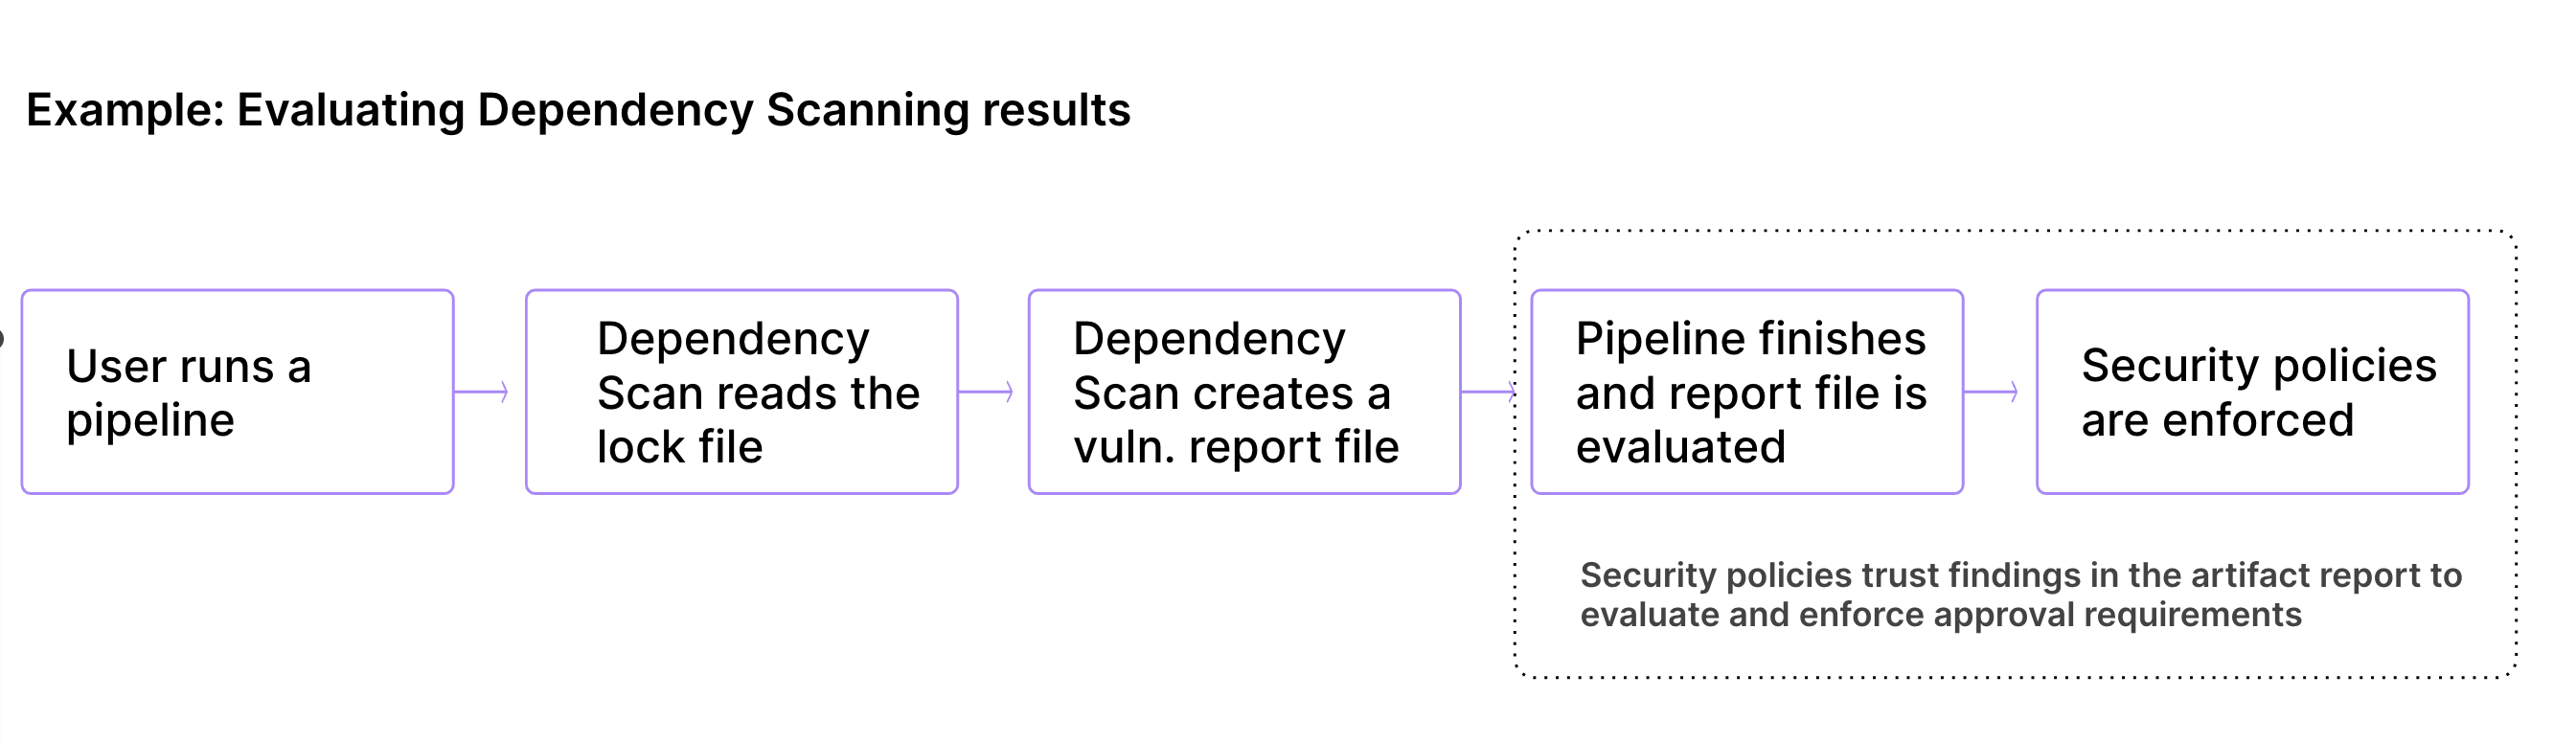 Example: Evaluating Dependency Scanning results
User runs a
pipeline
Dependency
Scan reads the
lock file
Dependency
Scan creates a
vuln. report file
Pipeline finishes
and report file is
evaluated
Security policies
are enforced
Security policies trust findings in the artifact report to
evaluate and enforce approval requirements